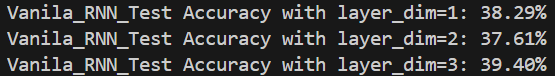 Vanila_RNN_Test Accuracy with layer_dim=1: 38.29%
Vanila_RNN_Test Accuracy with layer_dim=2: 37.61%
Vanila_RNN_Test Accuracy with layer_dim=3: 39.40%